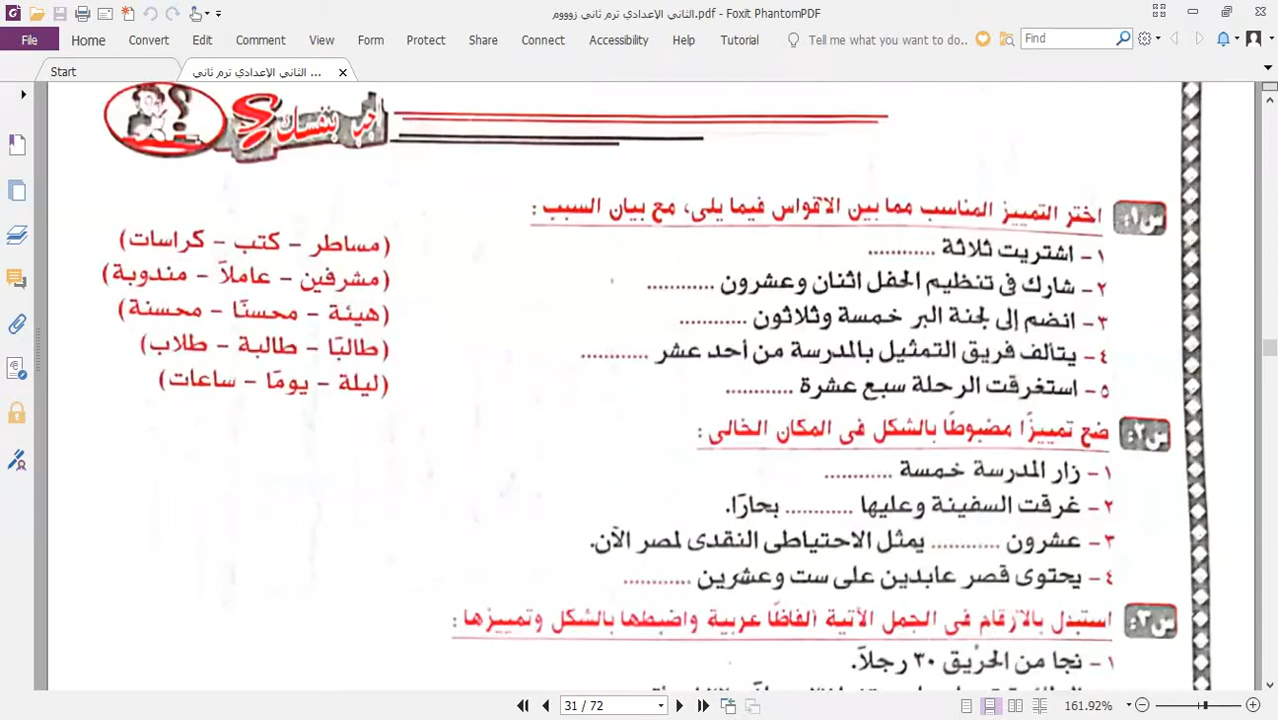 الثاني الإعدادي ترم ثاني زوووم.pdf - Foxit PhantomPDF
File Home Convert Edit Comment View Form Protect Share Connect Accessibility Help Tutorial Tell me what you want to do.. Find
Start
الثاني الإعدادي ترم ثاني ...
أجب بنفسك
س١: اختر التمييز المناسب مما بين الأقواس فيما يلى، مع بيان السبب :
١- اشتريت ثلاثة ........... (مساطر - كتب - كراسات)
٢- شارك فى تنظيم الحفل اثنان وعشرون ........... (مشرفين - عاملاً - مندوبة)
٣- انضم إلى لجنة البر خمسة وثلاثون ........... (هيئة - محسنًا - محسنة)
٤- يتألف فريق التمثيل بالمدرسة من أحد عشر ........... (طالبًا - طالبة - طلاب)
٥- استغرقت الرحلة سبع عشرة ........... (ليلة - يومًا - ساعات)
س٢: ضع تمييزًا مضبوطًا بالشكل فى المكان الخالى :
١- زار المدرسة خمسة ...........
٢- غرقت السفينة وعليها ........... بحارًا.
٣- عشرون ........... يمثل الاحتياطى النقدى لمصر الآن.
٤- يحتوى قصر عابدين على ست وعشرين ...........
س٣: استبدل بالأرقام فى الجمل الآتية ألفاظًا عربية واضبطها بالشكل وتمييزها :
١- نجا من الحريق ٣٠ رجلاً.
31 / 72 161.92%